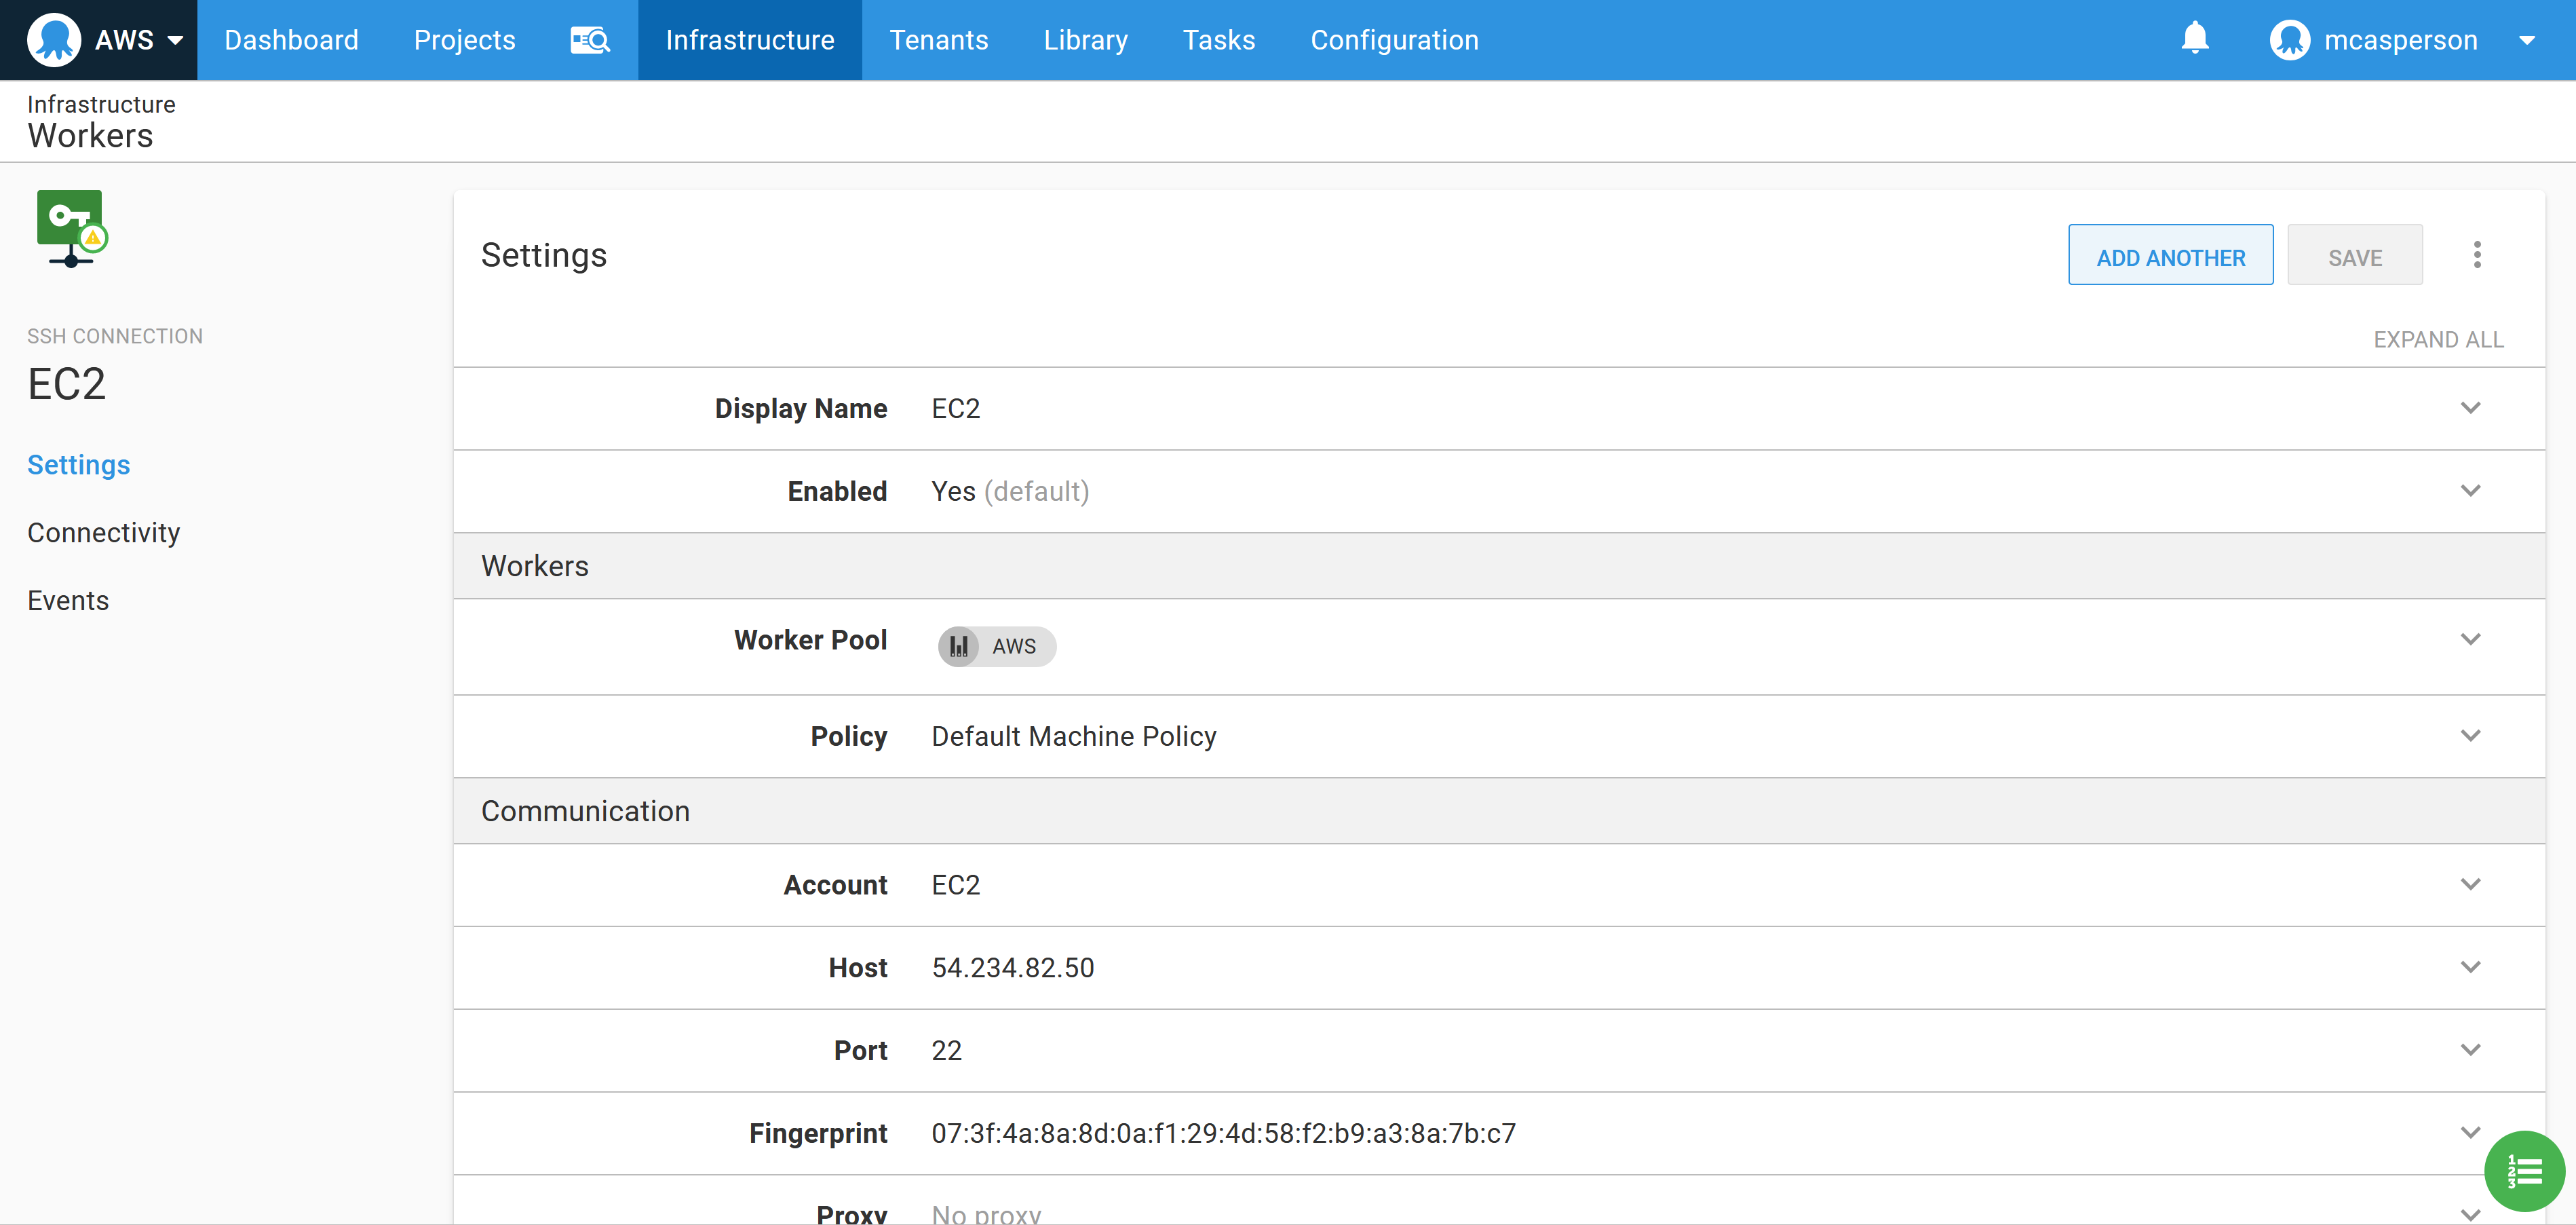 AWS Dashboard Projects Infrastructure Tenants Library Tasks Configuration mcasperson
Infrastructure
Workers
SSH CONNECTION
EC2
Settings
Connectivity
Events
Settings ADD ANOTHER SAVE
EXPAND ALL
Display Name EC2
Enabled Yes (default)
Workers
Worker Pool AWS
Policy Default Machine Policy
Communication
Account EC2
Host 54.234.82.50
Port 22
Fingerprint 07:3f:4a:8a:8d:0a:f1:29:4d:58:f2:b9:a3:8a:7b:c7
Proxy No proxy
1
2
3